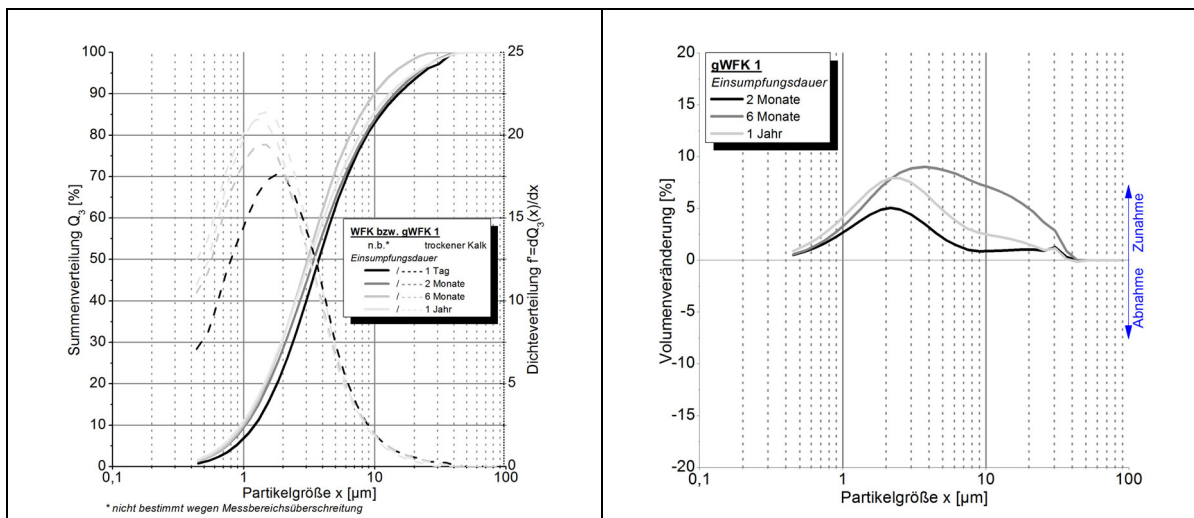 Summenverteilung Q3 [%]
100
90
80
70
60
50
40
30
20
10
0
0,1
1
10
100
Partikelgröße x [µm]
* nicht bestimmt wegen Messbereichsüberschreitung
25
20
15
10
5
0
Dichteverteilung f'=dQ3(x)/dx
WFK bzw. gWFK 1
n.b.* trockener Kalk
Einsumpfungsdauer
/ 1 Tag
/ 2 Monate
/ 6 Monate
/ 1 Jahr
Volumenveränderung [%]
20
15
10
5
0
-5
-10
-15
-20
0,1
1
10
100
Partikelgröße x [µm]
gWFK 1
Einsumpfungsdauer
2 Monate
6 Monate
1 Jahr
Zunahme
Abnahme